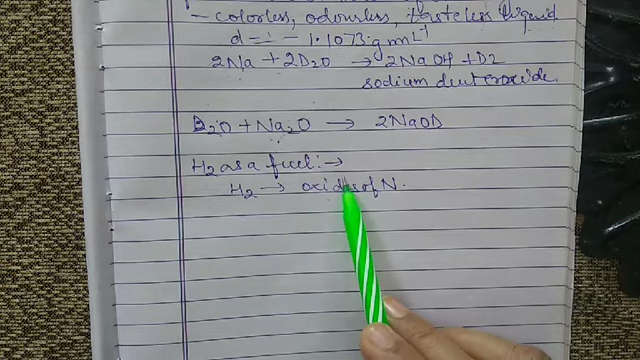 - colorless, odourless, tasteless liquid
d = - 1.1073 g mL⁻¹
2Na + 2D₂O → 2NaOH + D2
sodium deuteroxide.
D₂O + Na₂O → 2NaOD
H₂ as a fuel:→
H₂ → oxides of N.